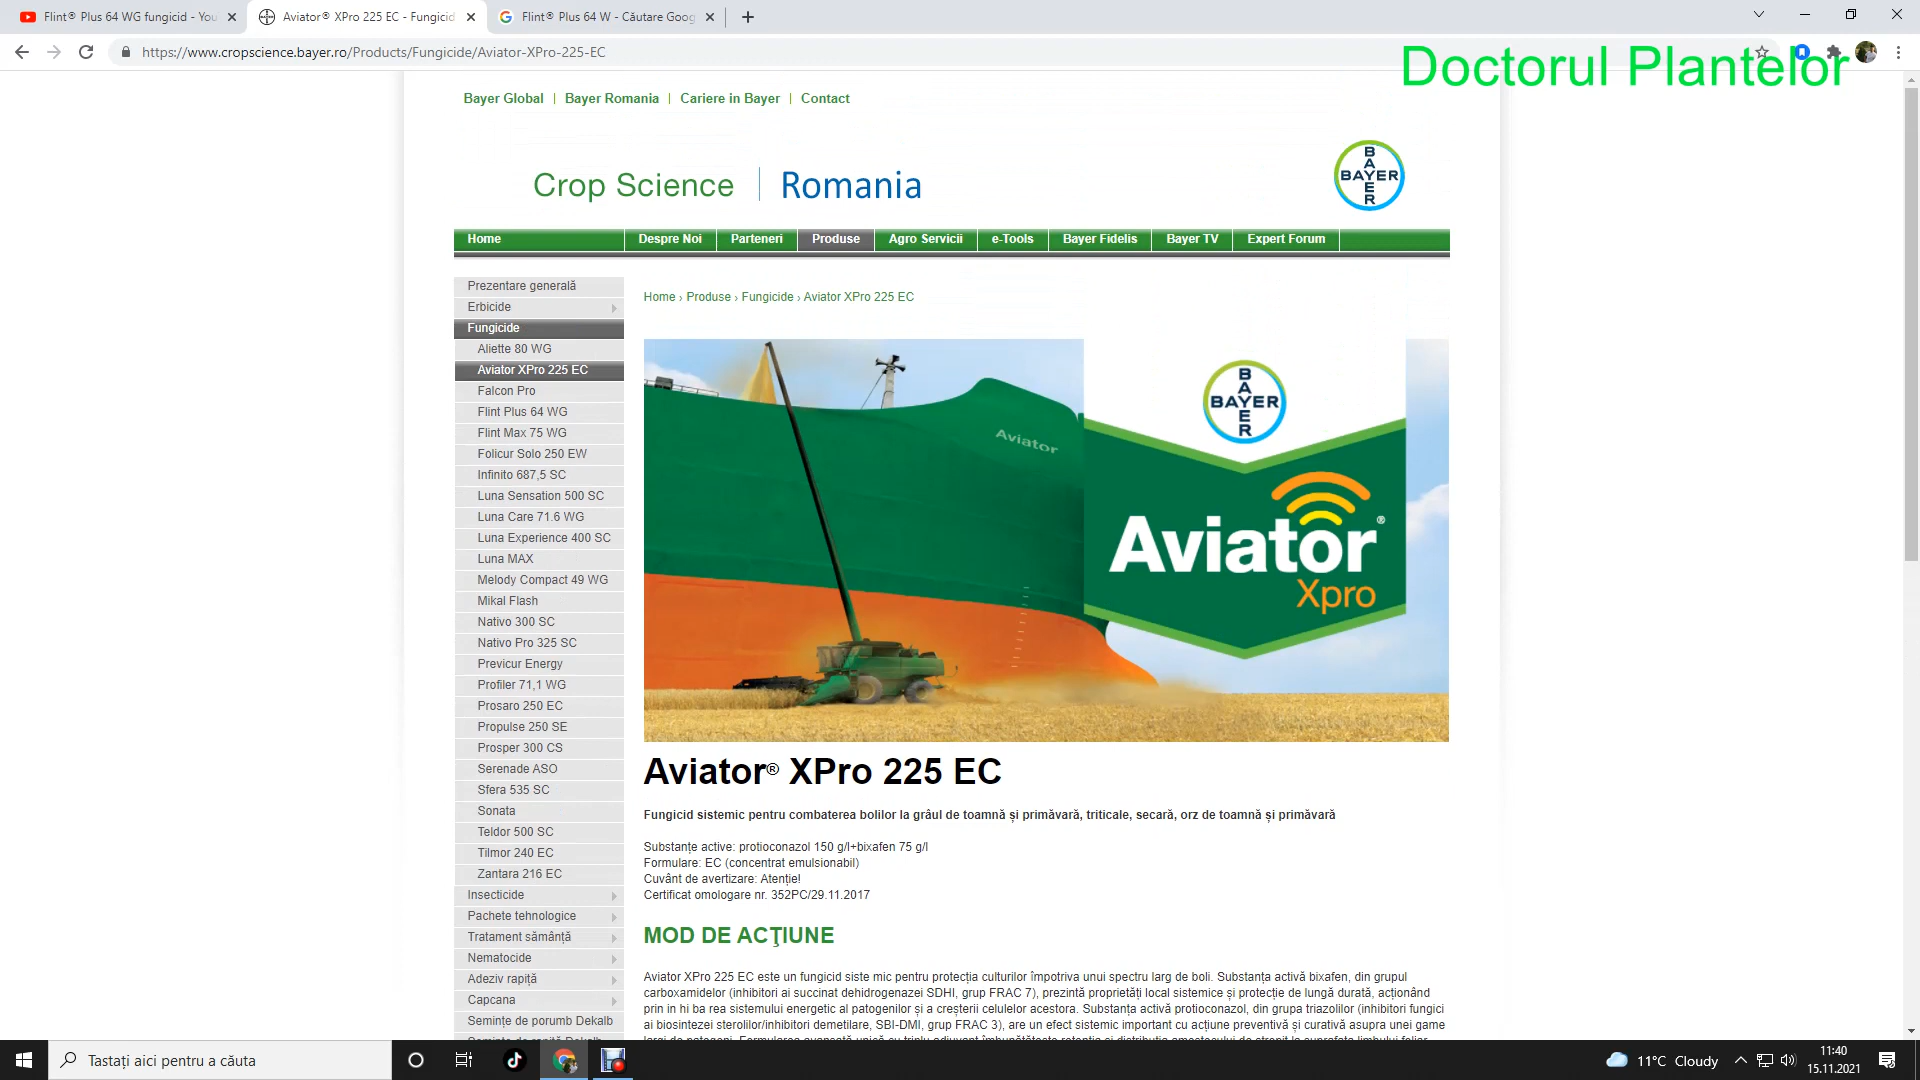 Flint® Plus 64 WG fungicid - You
Aviator® XPro 225 EC - Fungicid
Flint® Plus 64 W - Căutare Goog
https://www.cropscience.bayer.ro/Products/Fungicide/Aviator-XPro-225-EC
Doctorul Plantelor
Bayer Global | Bayer Romania | Cariere in Bayer | Contact
Crop Science | Romania
BAYER
BAYER
Home Despre Noi Parteneri Produse Agro Servicii e-Tools Bayer Fidelis Bayer TV Expert Forum
Prezentare generală
Erbicide
Fungicide
Aliette 80 WG
Aviator XPro 225 EC
Falcon Pro
Flint Plus 64 WG
Flint Max 75 WG
Folicur Solo 250 EW
Infinito 687,5 SC
Luna Sensation 500 SC
Luna Care 71.6 WG
Luna Experience 400 SC
Luna MAX
Melody Compact 49 WG
Mikal Flash
Nativo 300 SC
Nativo Pro 325 SC
Previcur Energy
Profiler 71,1 WG
Prosaro 250 EC
Propulse 250 SE
Prosper 300 CS
Serenade ASO
Sfera 535 SC
Sonata
Teldor 500 SC
Tilmor 240 EC
Zantara 216 EC
Insecticide
Pachete tehnologice
Tratament sămânță
Nematocide
Adeziv rapiță
Capcana
Semințe de porumb Dekalb
Home › Produse › Fungicide › Aviator XPro 225 EC
Aviator
BAYER
BAYER
Aviator®
Xpro
Aviator® XPro 225 EC
Fungicid sistemic pentru combaterea bolilor la grâul de toamnă și primăvară, triticale, secară, orz de toamnă și primăvară
Substanțe active: protioconazol 150 g/l+bixafen 75 g/l
Formulare: EC (concentrat emulsionabil)
Cuvânt de avertizare: Atenție!
Certificat omologare nr. 352PC/29.11.2017
MOD DE ACŢIUNE
Aviator XPro 225 EC este un fungicid siste mic pentru protecția culturilor împotriva unui spectru larg de boli. Substanța activă bixafen, din grupul
carboxamidelor (inhibitori ai succinat dehidrogenazei SDHI, grup FRAC 7), prezintă proprietăți local sistemice și protecție de lungă durată, acționând
prin in hi ba rea sistemului energetic al patogenilor și a creșterii celulelor acestora. Substanța activă protioconazol, din grupa triazolilor (inhibitori fungici
ai biosintezei sterolilor/inhibitori demetilare, SBI-DMI, grup FRAC 3), are un efect sistemic important cu acțiune preventivă și curativă asupra unei game
Tastați aici pentru a căuta
11°C Cloudy
11:40
15.11.2021